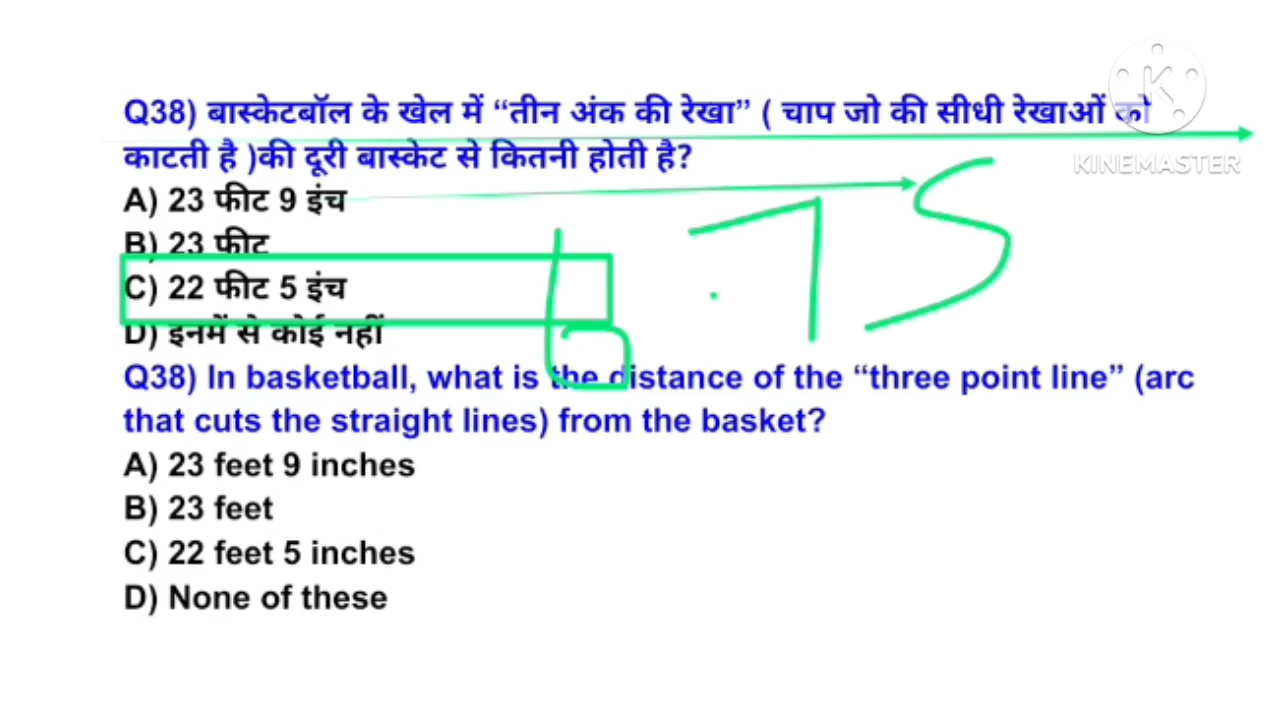 Q38) बास्केटबॉल के खेल में “तीन अंक की रेखा” ( चाप जो की सीधी रेखाओं को
काटती है )की दूरी बास्केट से कितनी होती है?
A) 23 फीट 9 इंच
B) 23 फीट
C) 22 फीट 5 इंच
D) इनमें से कोई नहीं
6.75
Q38) In basketball, what is the distance of the “three point line” (arc
that cuts the straight lines) from the basket?
A) 23 feet 9 inches
B) 23 feet
C) 22 feet 5 inches
D) None of these
K
KINEMASTER